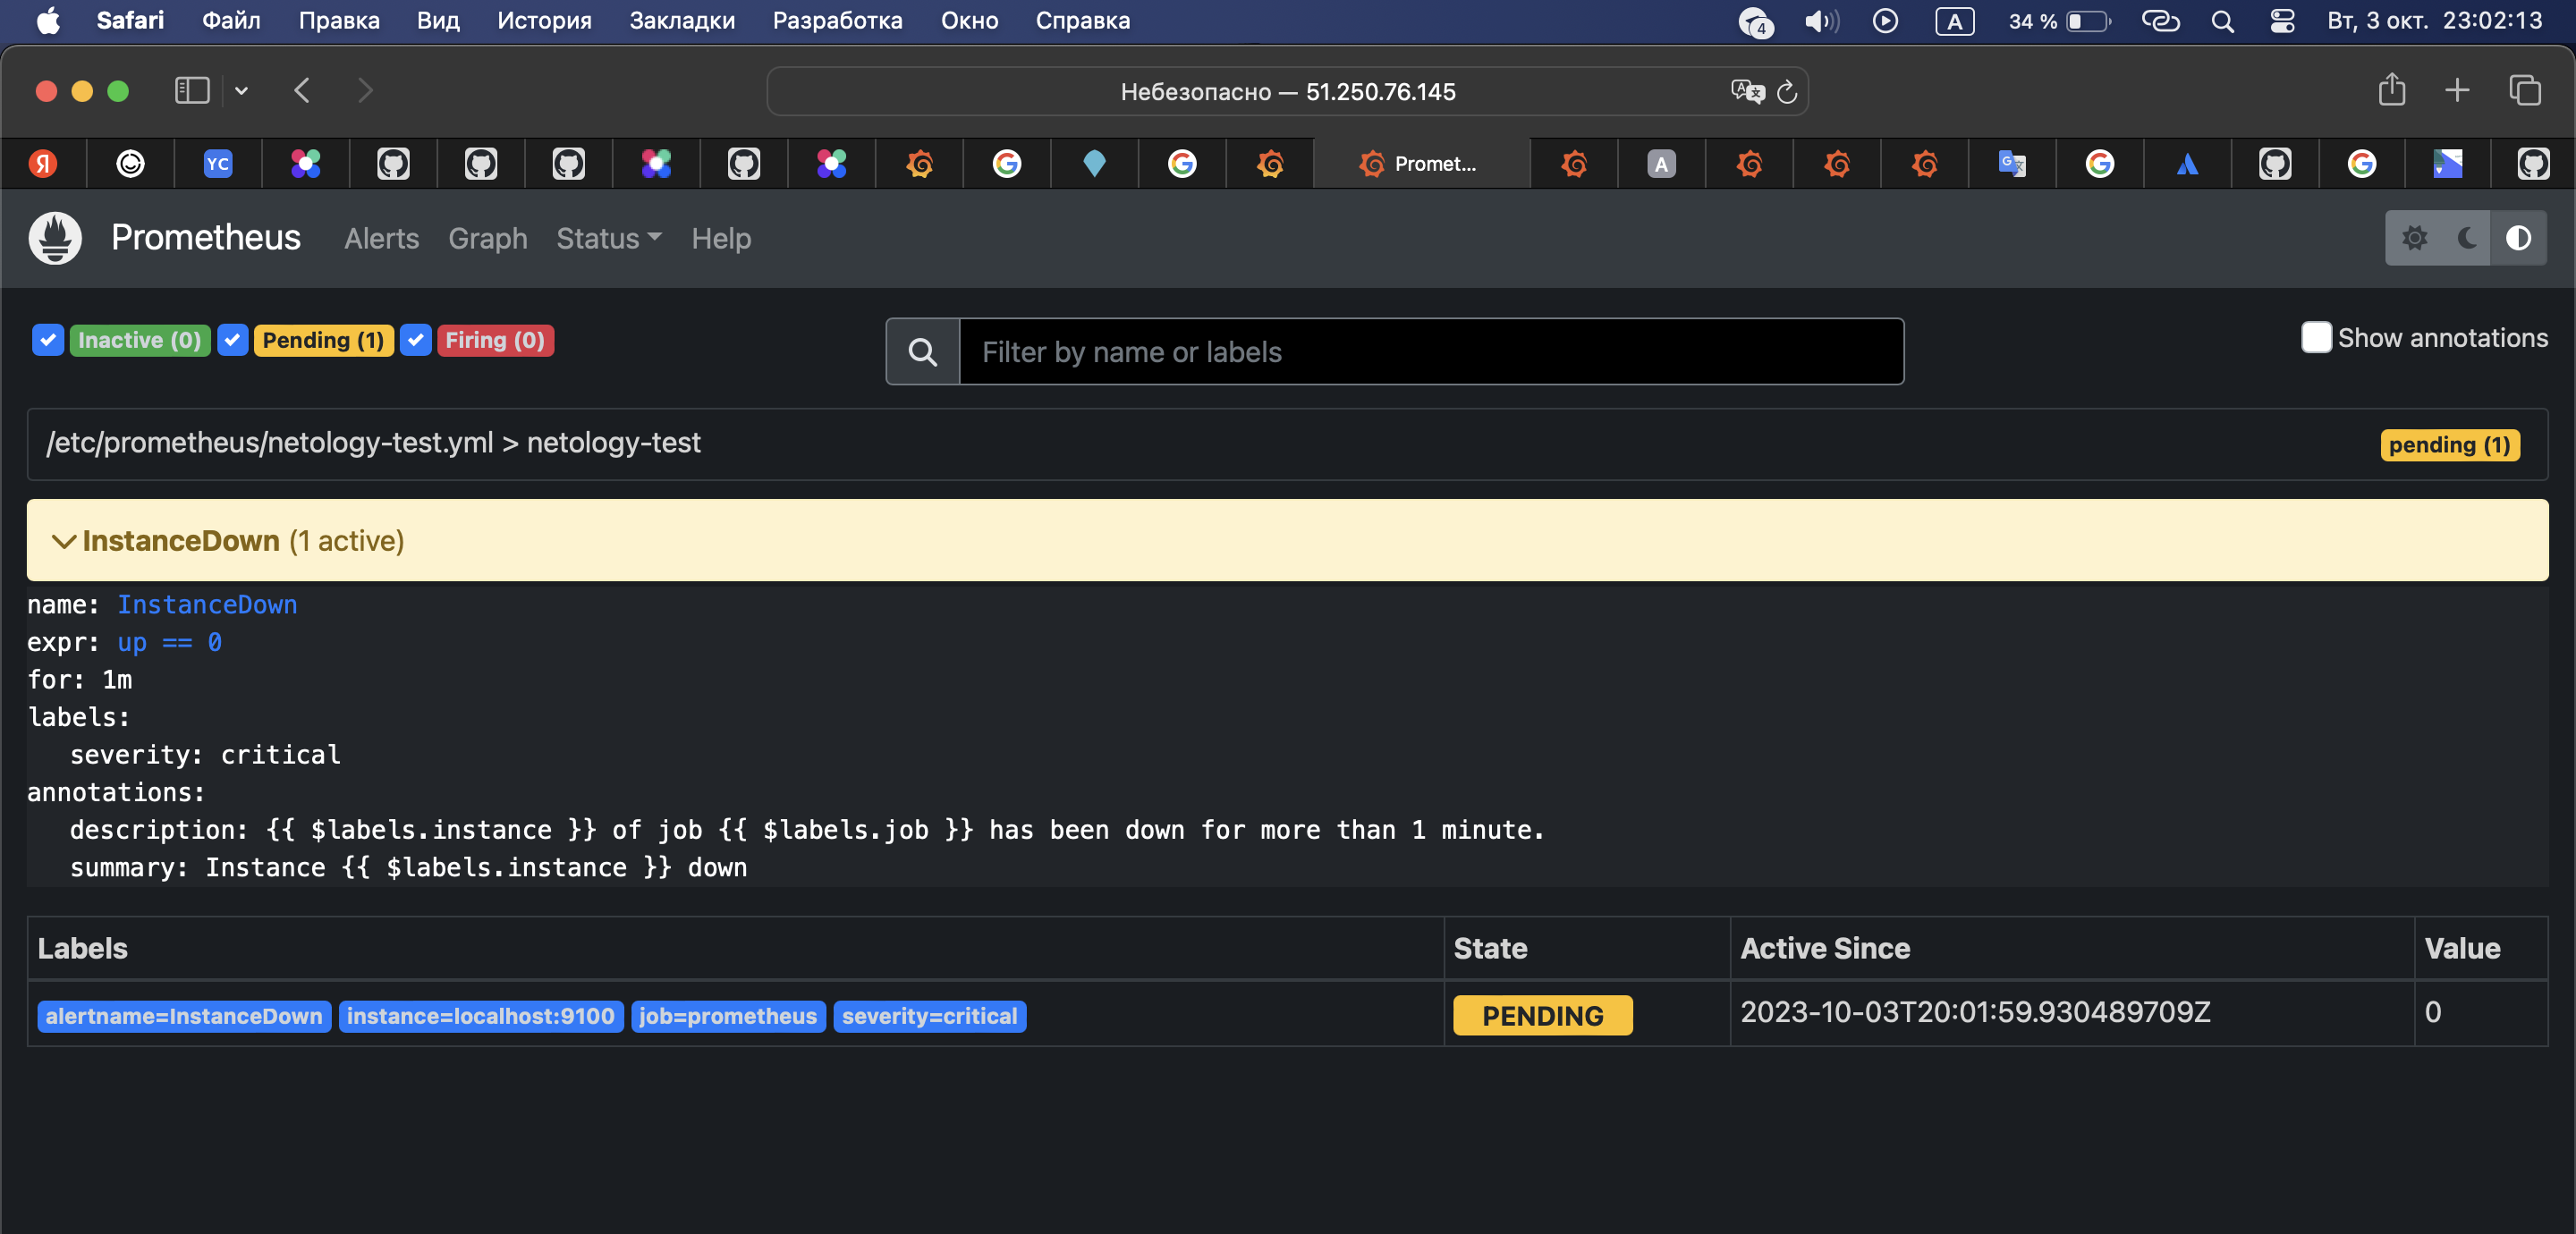 Safari Файл Правка Вид История Закладки Разработка Окно Справка 4 A 34 % Вт, 3 окт. 23:02:13
Небезопасно — 51.250.76.145
Я YC Promet... A
Prometheus Alerts Graph Status Help
Inactive (0) Pending (1) Firing (0) Filter by name or labels Show annotations
/etc/prometheus/netology-test.yml > netology-test pending (1)
InstanceDown (1 active)
name: InstanceDown
expr: up == 0
for: 1m
labels:
severity: critical
annotations:
description: {{ $labels.instance }} of job {{ $labels.job }} has been down for more than 1 minute.
summary: Instance {{ $labels.instance }} down
Labels State Active Since Value
alertname=InstanceDown instance=localhost:9100 job=prometheus severity=critical PENDING 2023-10-03T20:01:59.930489709Z 0